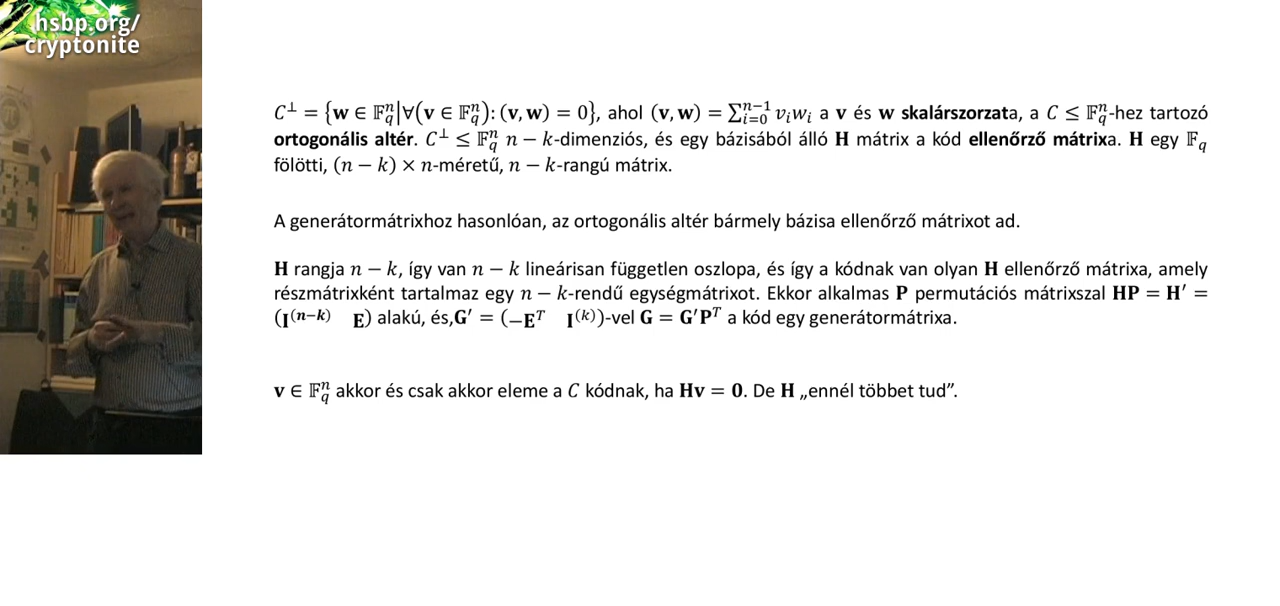 hsbp.org/
cryptonite
C⊥ = {𝐰 ∈ 𝔽_q^n|∀(𝐯 ∈ 𝔽_q^n): (𝐯, 𝐰) = 0}, ahol (𝐯, 𝐰) = ∑_{i=0}^{n−1} v_i w_i a 𝐯 és 𝐰 skalárszorzata, a C ≤ 𝔽_q^n-hez tartozó
ortogonális altér. C⊥ ≤ 𝔽_q^n n − k-dimenziós, és egy bázisából álló 𝐇 mátrix a kód ellenőrző mátrixa. 𝐇 egy 𝔽_q
fölötti, (n − k) × n-méretű, n − k-rangú mátrix.
A generátormátrixhoz hasonlóan, az ortogonális altér bármely bázisa ellenőrző mátrixot ad.
𝐇 rangja n − k, így van n − k lineárisan független oszlopa, és így a kódnak van olyan 𝐇 ellenőrző mátrixa, amely
részmátrixként tartalmaz egy n − k-rendű egységmátrixot. Ekkor alkalmas 𝐏 permutációs mátrixszal 𝐇𝐏 = 𝐇′ =
(𝐈^(n−k) 𝐄) alakú, és,𝐆′ = (−𝐄^T 𝐈^(k))-vel 𝐆 = 𝐆′𝐏^T a kód egy generátormátrixa.
𝐯 ∈ 𝔽_q^n akkor és csak akkor eleme a C kódnak, ha 𝐇𝐯 = 𝟎. De 𝐇 „ennél többet tud”.